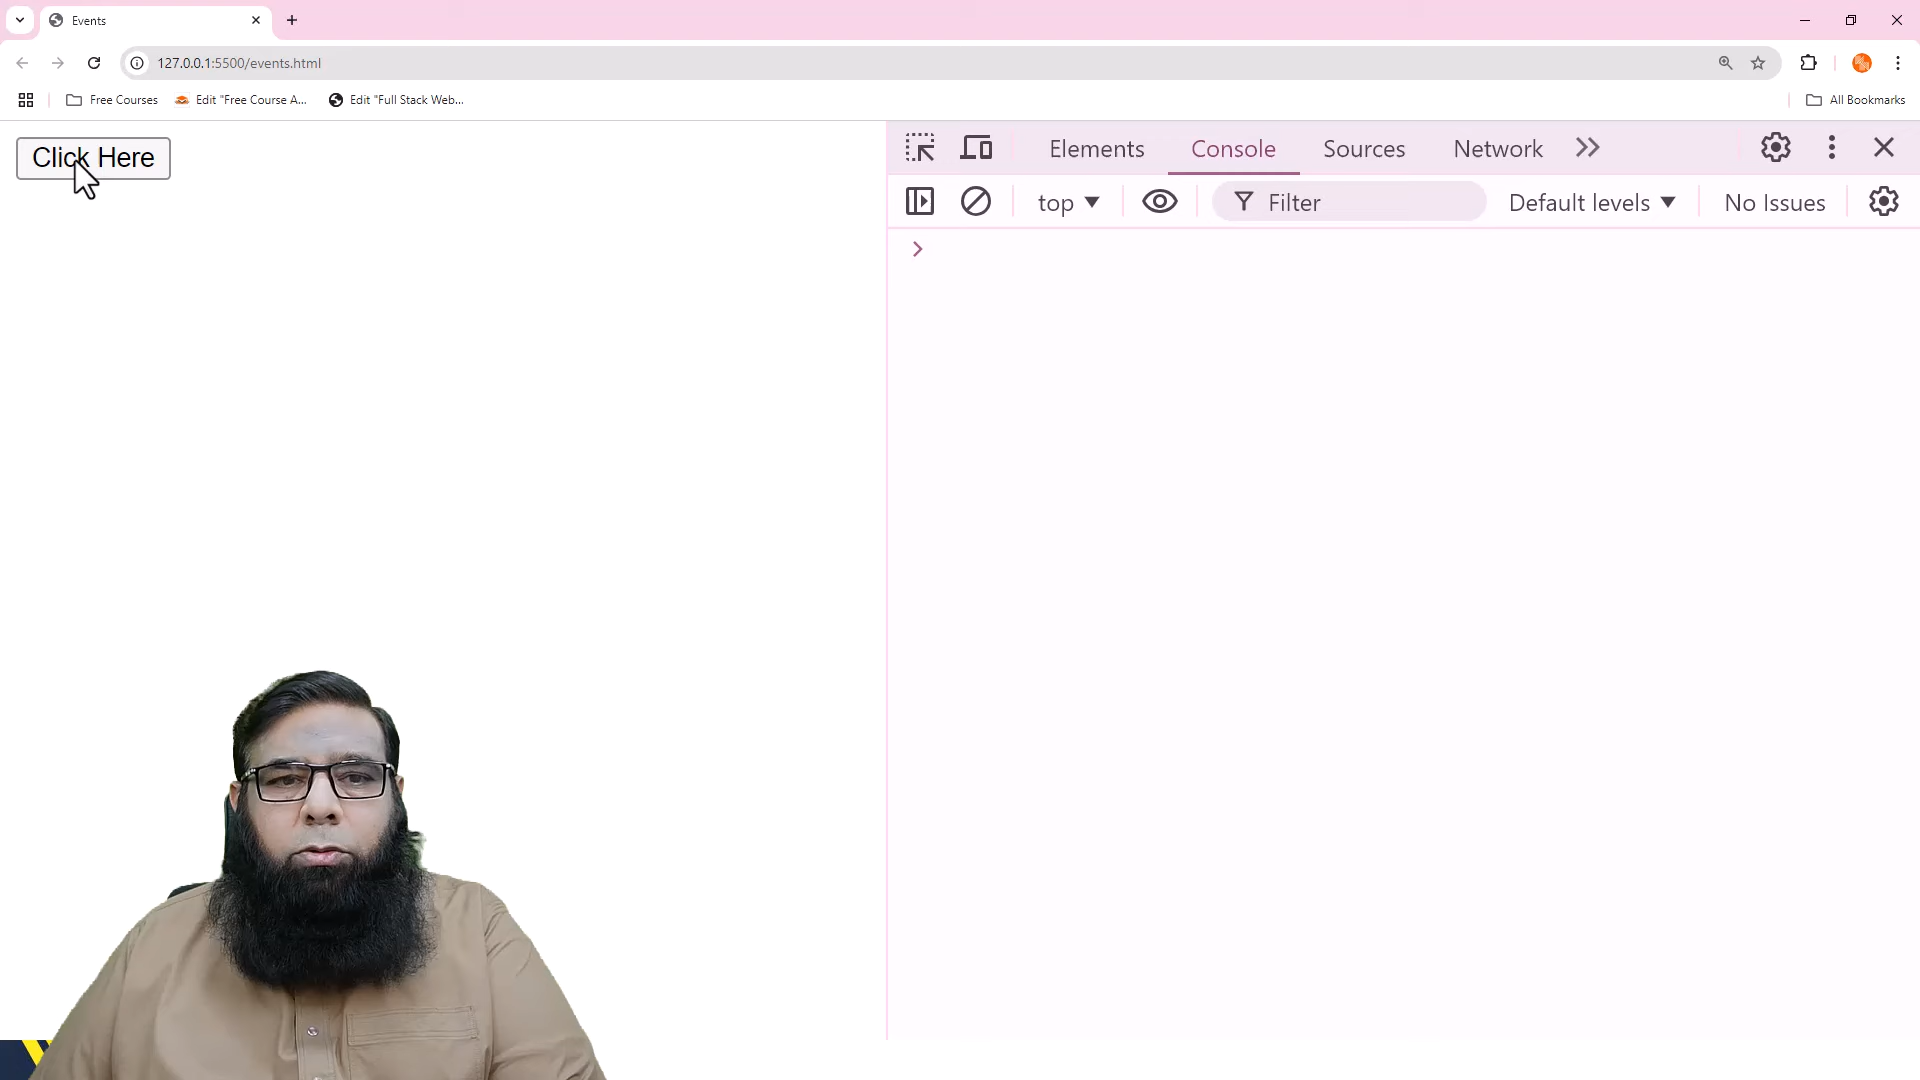 Events
127.0.0.1:5500/events.html
Free Courses
Edit "Free Course A...
Edit "Full Stack Web...
All Bookmarks
Click Here
Elements
Console
Sources
Network
top
Filter
Default levels
No Issues